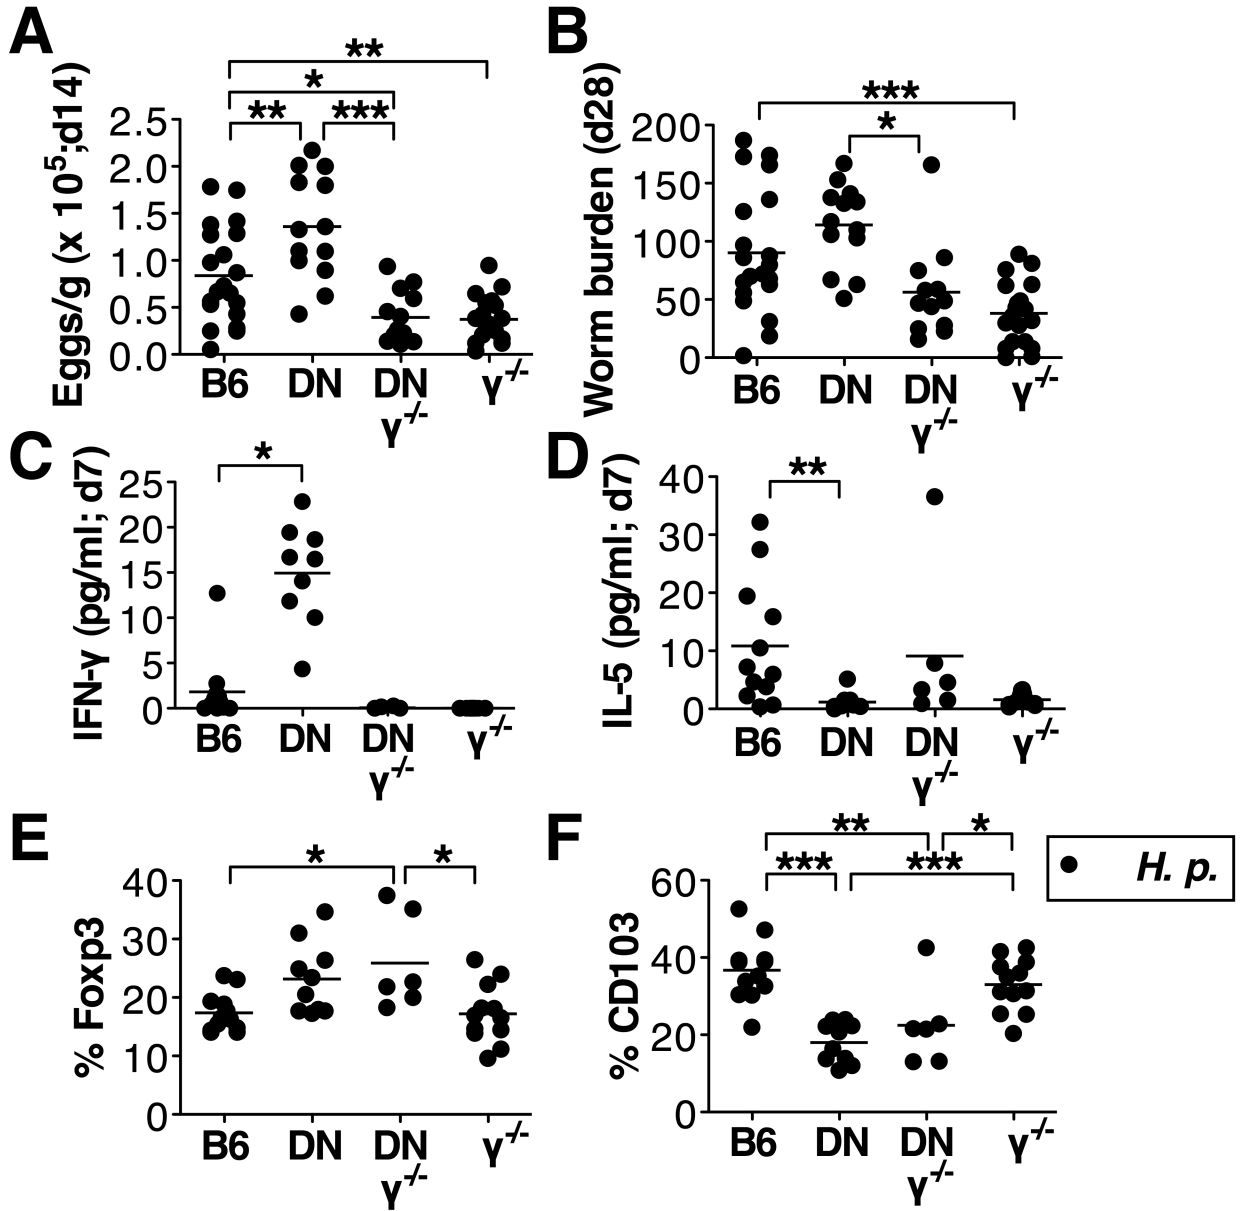 A
Eggs/g (x 10⁵;d14)
**
*
** ***
2.5
2.0
1.5
1.0
0.5
0.0
B6 DN DN γ-/-
γ-/-
B
Worm burden (d28)
***
*
200
150
100
50
0
B6 DN DN γ-/-
γ-/-
C
IFN-γ (pg/ml; d7)
*
25
20
15
10
5
0
B6 DN DN γ-/-
γ-/-
D
IL-5 (pg/ml; d7)
**
40
30
20
10
0
B6 DN DN γ-/-
γ-/-
E
% Foxp3
* *
40
30
20
10
0
B6 DN DN γ-/-
γ-/-
F
% CD103
** *
*** ***
60
40
20
0
B6 DN DN γ-/-
γ-/-
H. p.